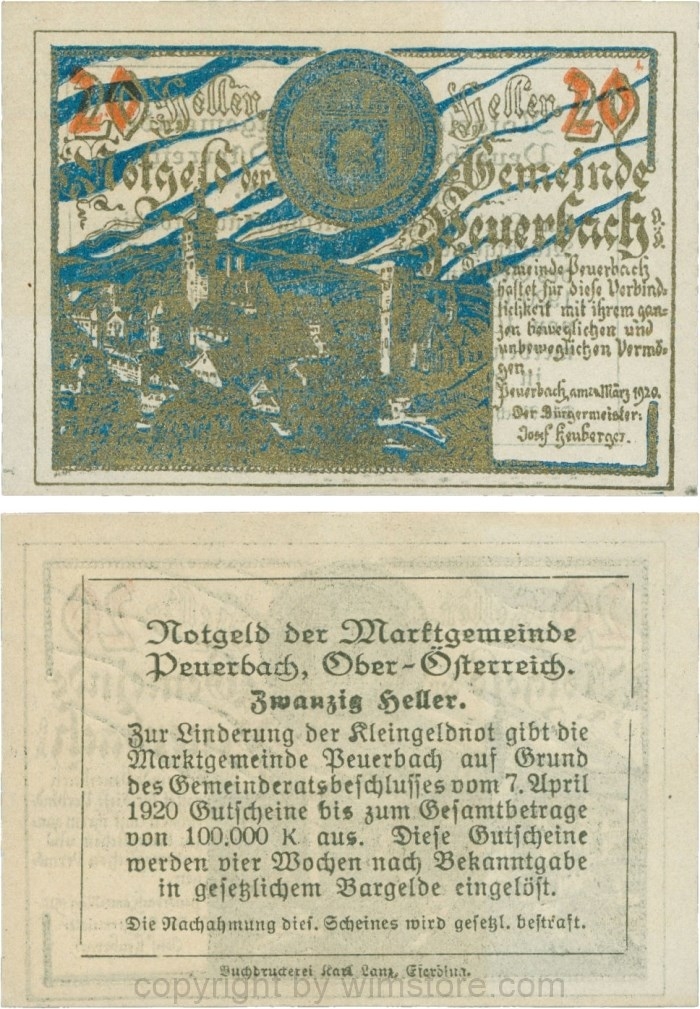 20 Heller. Heller. 20
Notgeld der Gemeinde
Peuerbach O.Ö.
Gemeinde Peuerbach
haftet für diese Verbind-
lichkeit mit ihrem gan-
zen beweglichen und
unbeweglichen Vermö-
gen.
Peuerbach, am März 1920.
Der Bürgermeister:
Josef Heuberger.
Notgeld der Marktgemeinde
Peuerbach, Ober-Österreich.
Zwanzig Heller.
Zur Linderung der Kleingeldnot gibt die
Marktgemeinde Peuerbach auf Grund
des Gemeinderatsbeschlusses vom 7. April
1920 Gutscheine bis zum Gesamtbetrage
von 100.000 K aus. Diese Gutscheine
werden vier Wochen nach Bekanntgabe
in gesetzlichem Bargelde eingelöst.
Die Nachahmung dies. Scheines wird gesetzl. bestraft.
Buchdruckerei Karl Lanz, Eferding.
copyright by wimstore.com